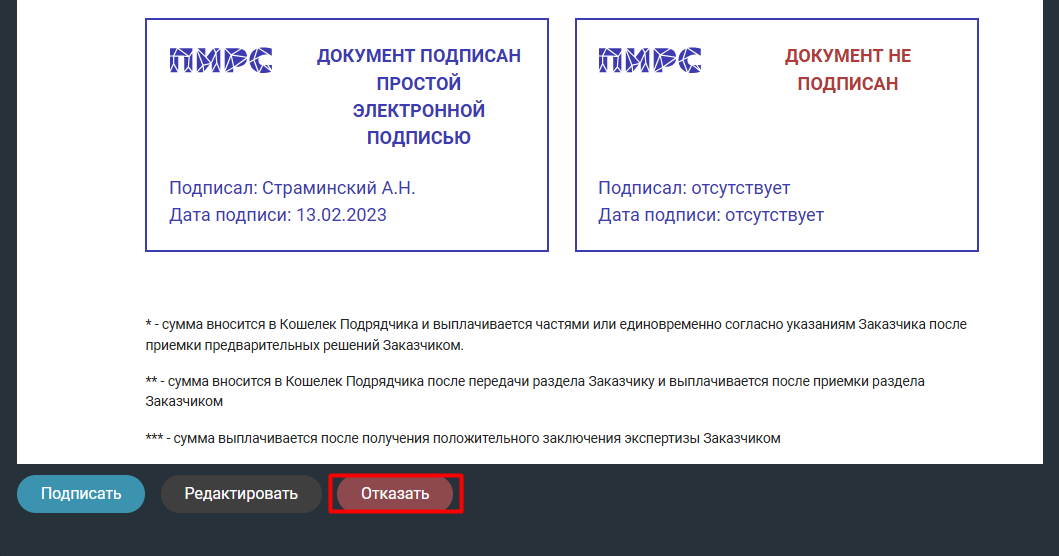 ПИРС
ДОКУМЕНТ ПОДПИСАН
ПРОСТОЙ
ЭЛЕКТРОННОЙ
ПОДПИСЬЮ
Подписал: Страминский А.Н.
Дата подписи: 13.02.2023
ПИРС
ДОКУМЕНТ НЕ
ПОДПИСАН
Подписал: отсутствует
Дата подписи: отсутствует
* - сумма вносится в Кошелек Подрядчика и выплачивается частями или единовременно согласно указаниям Заказчика после
приемки предварительных решений Заказчиком.
** - сумма вносится в Кошелек Подрядчика после передачи раздела Заказчику и выплачивается после приемки раздела
Заказчиком
*** - сумма выплачивается после получения положительного заключения экспертизы Заказчиком
Подписать Редактировать Отказать